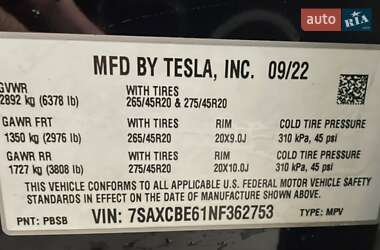 auto RIA
MFD BY TESLA, INC. 09/22
GVWR WITH TIRES
2892 kg (6378 lb) 265/45R20 & 275/45R20
GAWR FRT WITH TIRES RIM COLD TIRE PRESSURE
1350 kg (2976 lb) 265/45R20 20X9.0J 310 kPa, 45 psi
GAWR RR WITH TIRES RIM COLD TIRE PRESSURE
1727 kg (3808 lb) 275/45R20 20X10.0J 310 kPa, 45 psi
THIS VEHICLE CONFORMS TO ALL APPLICABLE U.S. FEDERAL MOTOR VEHICLE SAFETY
STANDARDS IN EFFECT ON THE DATE OF MANUFACTURE SHOWN ABOVE.
PNT: PBSB VIN: 7SAXCBE61NF362753 TYPE: MPV